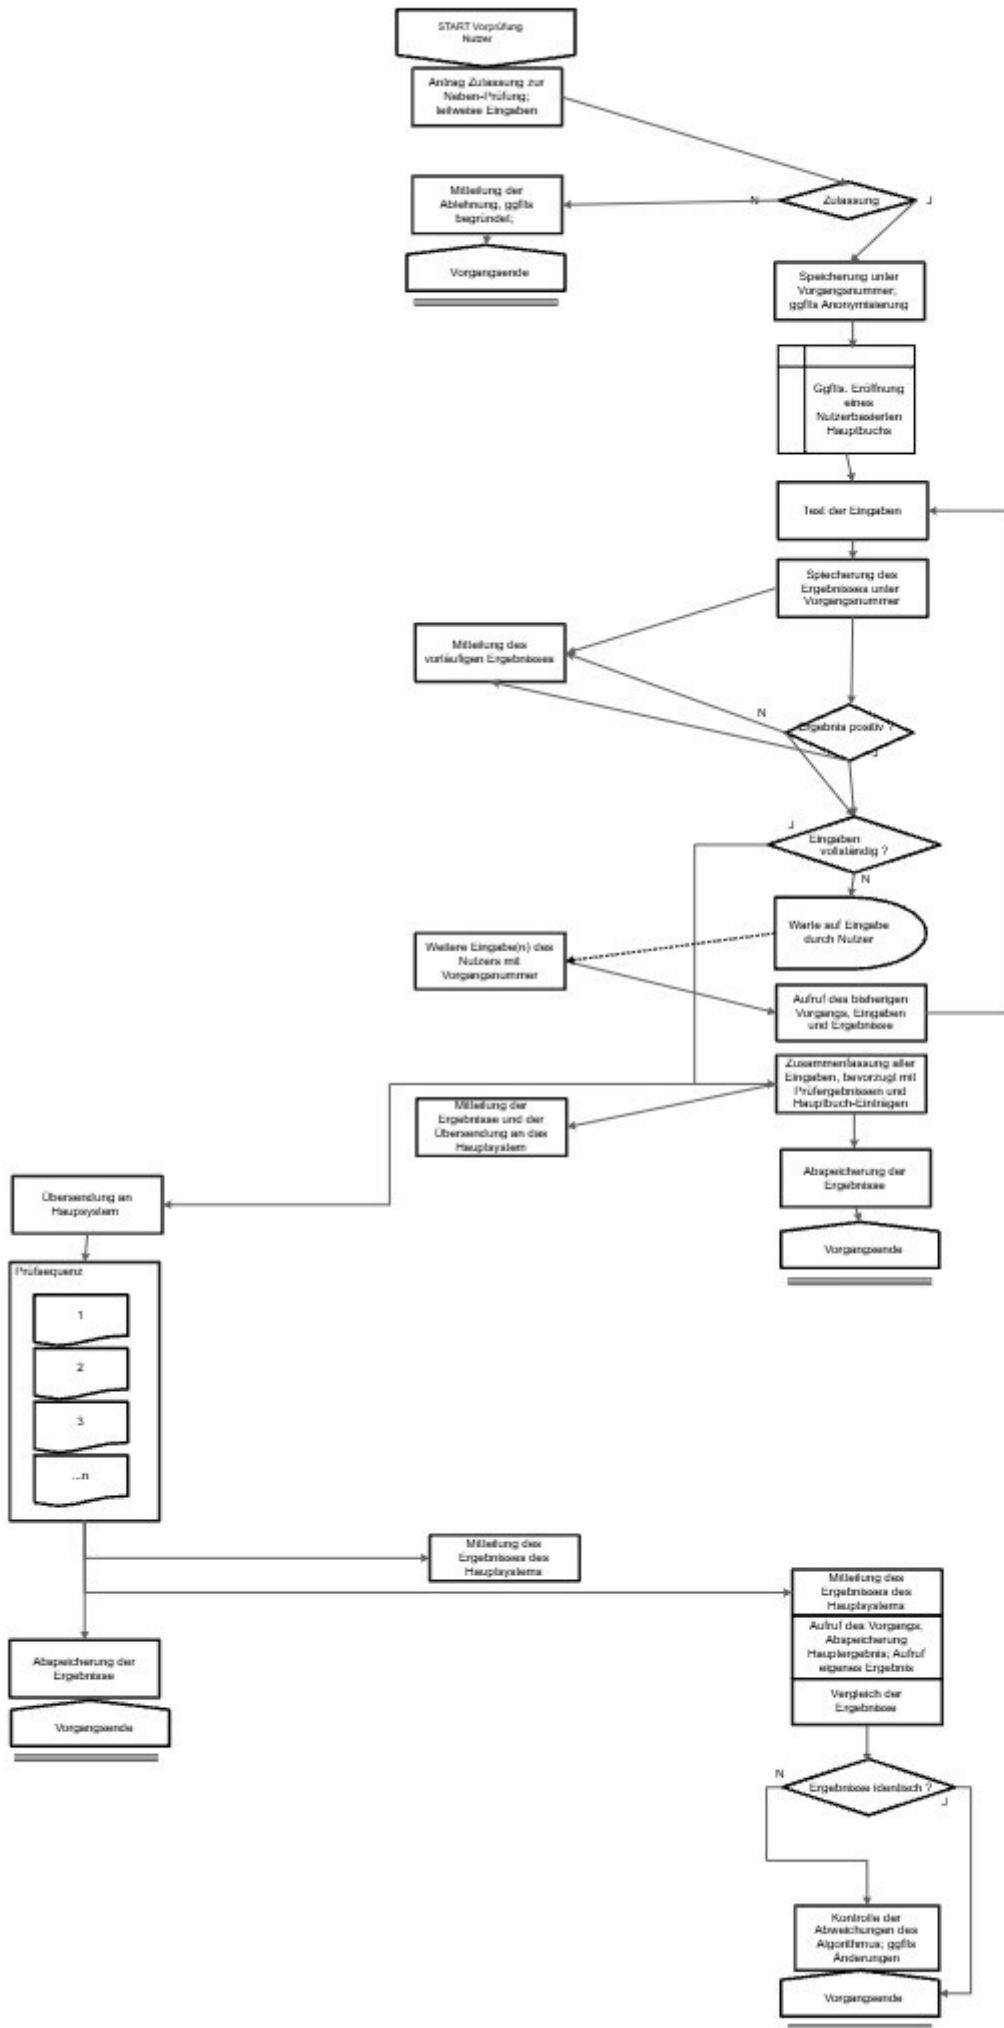 START Vorprüfung
Nutzer
Antrag Zulassung zur
Neben-Prüfung;
teilweise Eingaben
Mitteilung der
Ablehnung, ggflls
begründet;
N
Zulassung
J
Vorgangsende
Speicherung unter
Vorgangsnummer;
ggflls Anonymisierung
Ggflls. Eröffnung
eines
Nutzerbasierten
Hauptbuchs
Test der Eingaben
Spiecherung des
Ergebnisses unter
Vorgangsnummer
Mitteilung des
vorläufigen Ergebnisses
N
Ergebnis positiv ?
J
J
Eingaben
vollständig ?
N
Warte auf Eingabe
durch Nutzer
Weitere Eingabe(n) des
Nutzers mit
Vorgangsnummer
Aufruf des bisherigen
Vorgangs, Eingaben
und Ergebnisse
Zusammenfassung aller
Eingaben, bevorzugt mit
Prüfergebnissen und
Hauptbuch-Einträgen
Mitteilung der
Ergebnisse und der
Übersendung an das
Hauptsystem
Abspeicherung der
Ergebnisse
Übersendung an
Haupsystem
Vorgangsende
Prüfsequenz
1
2
3
...n
Mitteilung des
Ergebnisses des
Hauptsystems
Mitteilung des
Ergebnisses des
Hauptsystems
Aufruf des Vorgangs;
Abspeicherung
Hauptergebnis; Aufruf
eigenes Ergebnis
Abspeicherung der
Ergebnisse
Vergleich der
Ergebnisse
Vorgangsende
N
Ergebnisse identisch ?
J
Kontrolle der
Abweichungen des
Algorithmus; ggflls
Änderungen
Vorgangsende